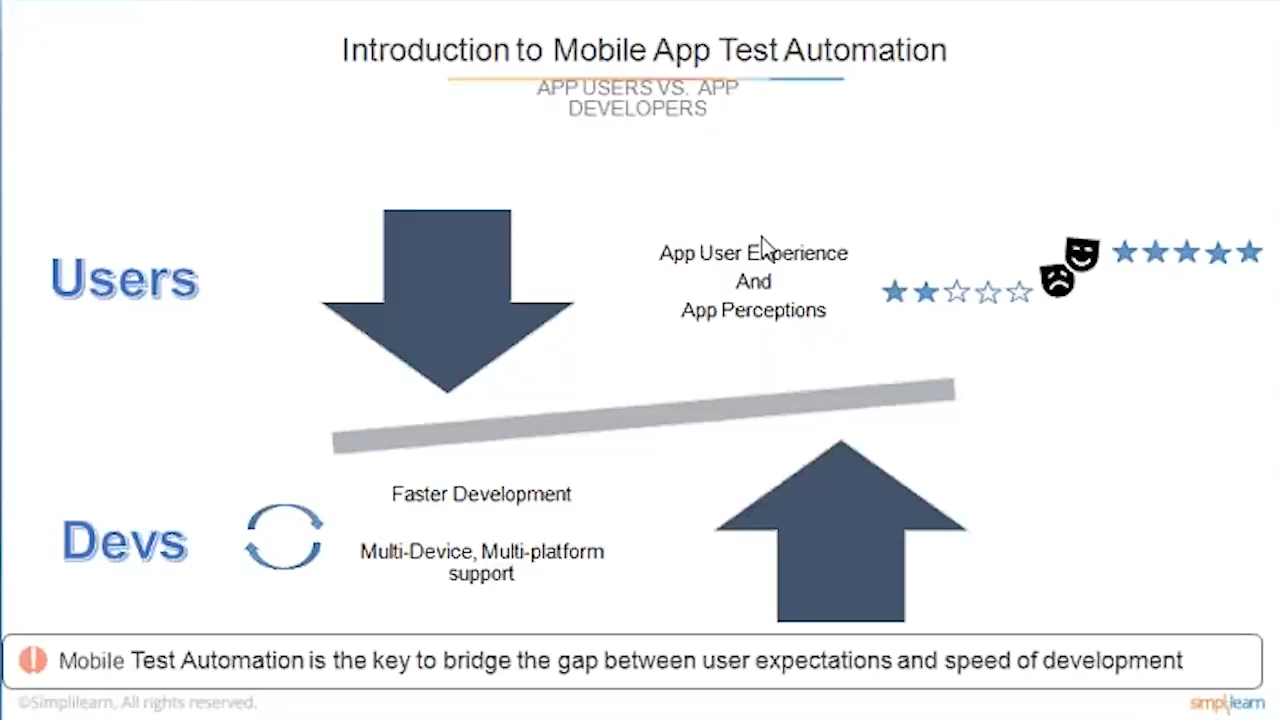 Introduction to Mobile App Test Automation
APP USERS VS. APP
DEVELOPERS
Users
App User Experience
And
App Perceptions
Faster Development
Devs
Multi-Device, Multi-platform
support
Mobile Test Automation is the key to bridge the gap between user expectations and speed of development
©Simplilearn, All rights reserved.
simplilearn